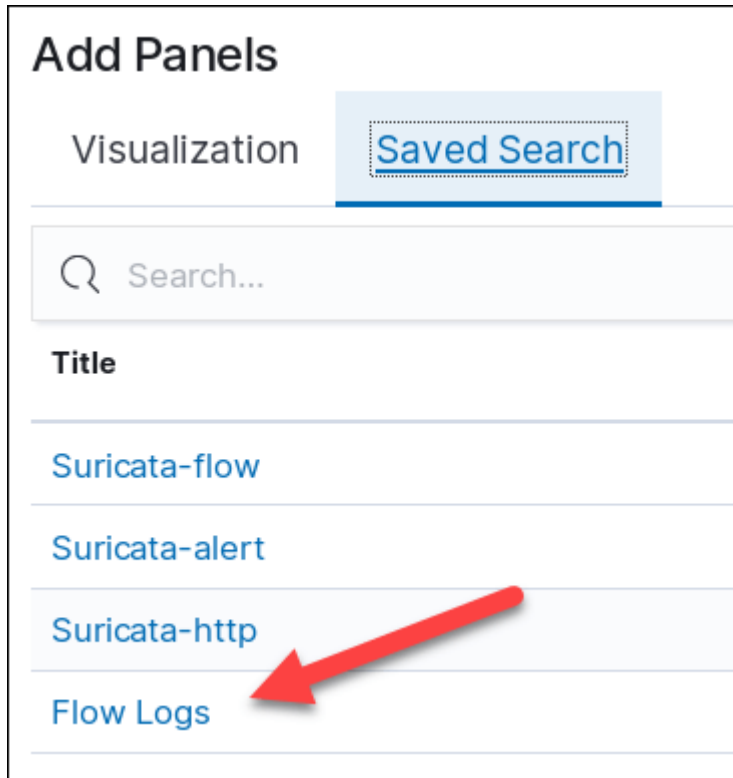 Add Panels
Visualization Saved Search
Search...
Title
Suricata-flow
Suricata-alert
Suricata-http
Flow Logs